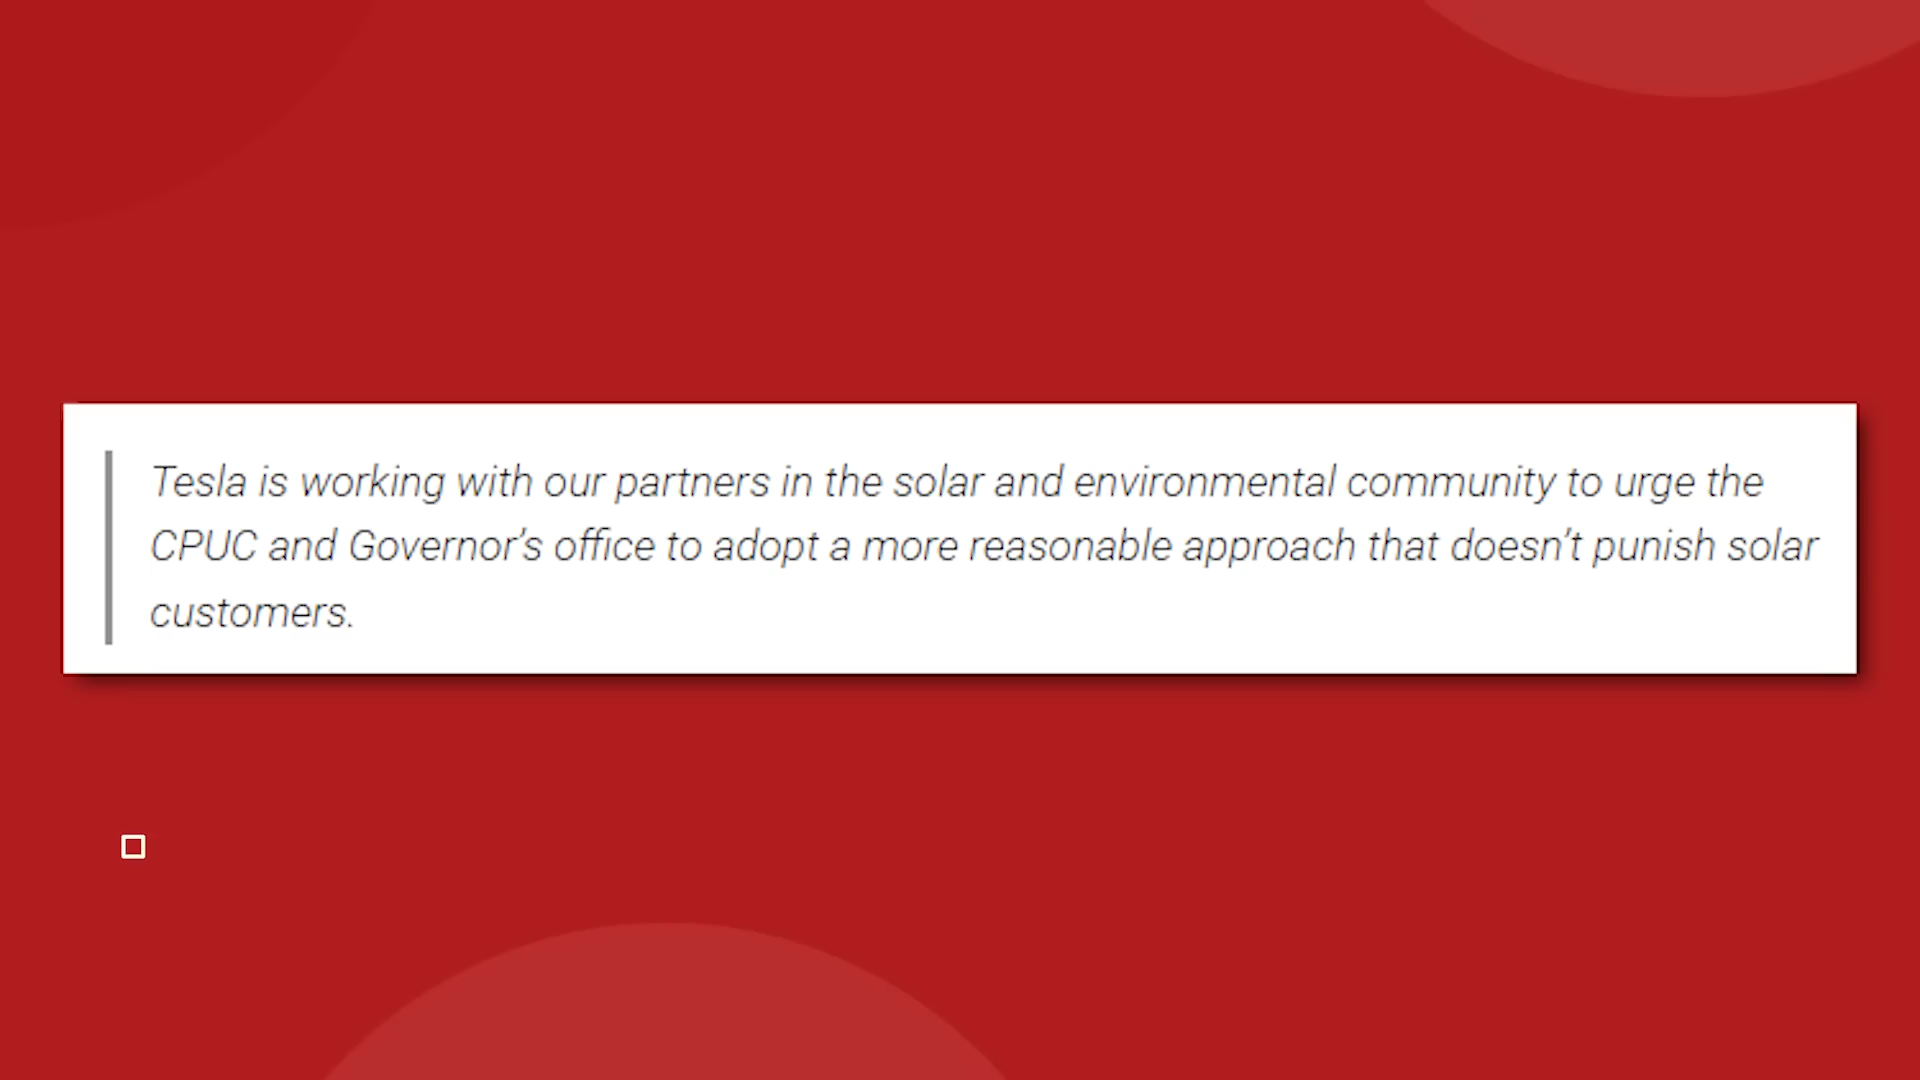 Tesla is working with our partners in the solar and environmental community to urge the
CPUC and Governor’s office to adopt a more reasonable approach that doesn’t punish solar
customers.